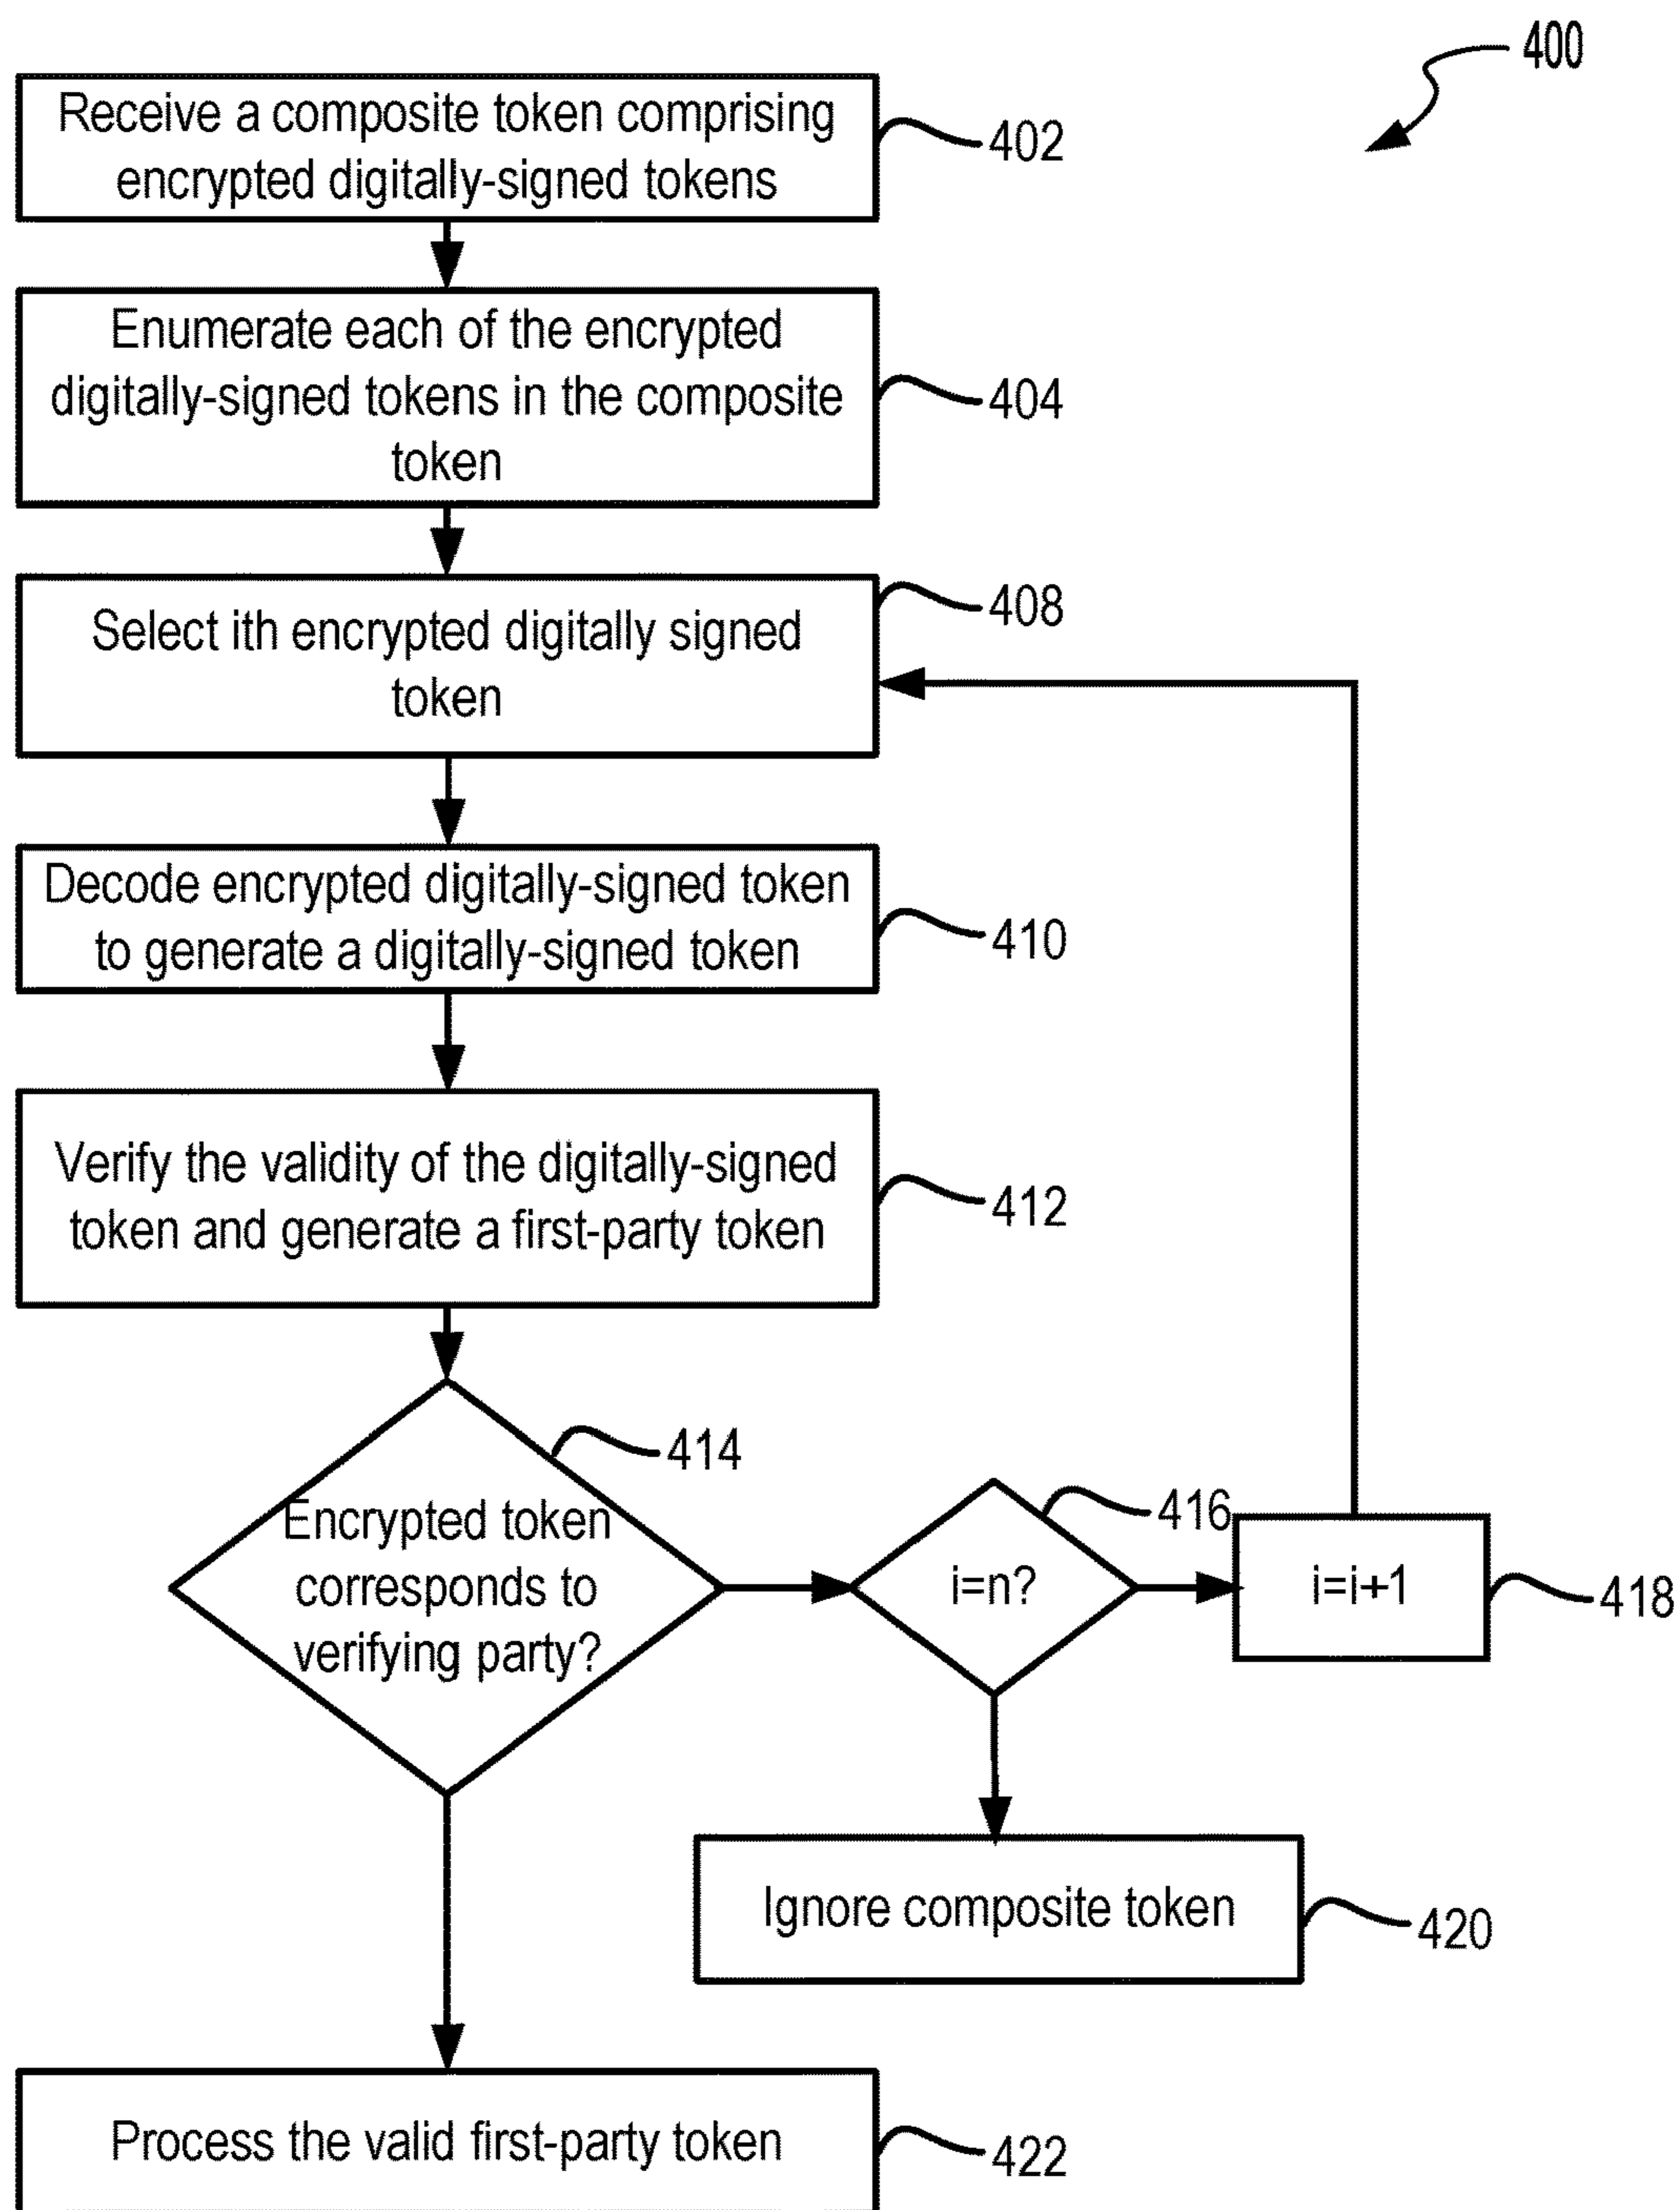 400
Receive a composite token comprising
encrypted digitally-signed tokens
402
Enumerate each of the encrypted
digitally-signed tokens in the composite
token
404
Select ith encrypted digitally signed
token
408
Decode encrypted digitally-signed token
to generate a digitally-signed token
410
Verify the validity of the digitally-signed
token and generate a first-party token
412
Encrypted token
corresponds to
verifying party?
414
i=n?
416
i=i+1
418
Ignore composite token
420
Process the valid first-party token
422